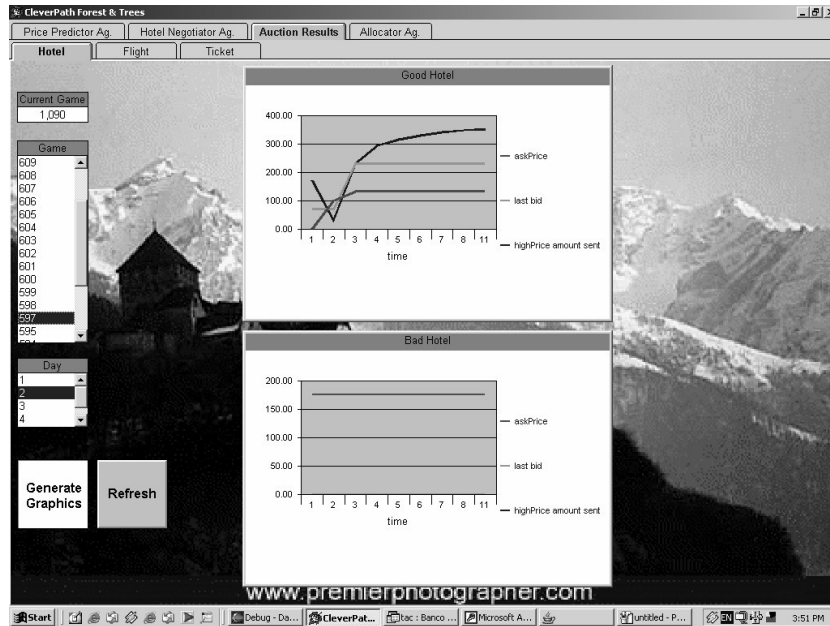 CleverPath Forest & Trees
Price Predictor Ag. Hotel Negotiator Ag. Auction Results Allocator Ag.
Hotel Flight Ticket
Current Game
1,090
Game
609
608
607
606
605
604
603
602
601
600
599
598
597
595
594
Day
1
2
3
4
Generate
Graphics
Refresh
Good Hotel
400.00
300.00
200.00
100.00
0.00
1 2 3 4 5 6 7 8 11
time
askPrice
last bid
highPrice amount sent
Bad Hotel
200.00
150.00
100.00
50.00
0.00
1 2 3 4 5 6 7 8 11
time
askPrice
last bid
highPrice amount sent
www.premierphotographer.com
Start Debug - Da... CleverPat... tac : Banco ... Microsoft A... untitled - P... EN 3:51 PM